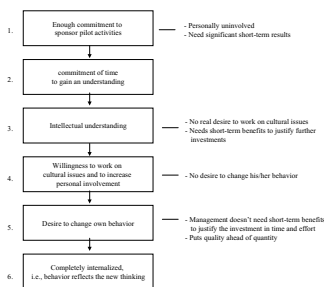 1.
Enough commitment to
sponsor pilot activities
- Personally uninvolved
- Need significant short-term results
2.
commitment of time
to gain an understanding
3.
Intellectual understanding
- No real desire to work on cultural issues
- Needs short-term benefits to justify further
investments
4.
Willingness to work on
cultural issues and to increase
personal involvement
- No desire to change his/her behavior
5.
Desire to change own behavior
- Management doesn't need short-term benefits
to justify the investment in time and effort
- Puts quality ahead of quantity
6.
Completely internalized,
i.e., behavior reflects the new thinking